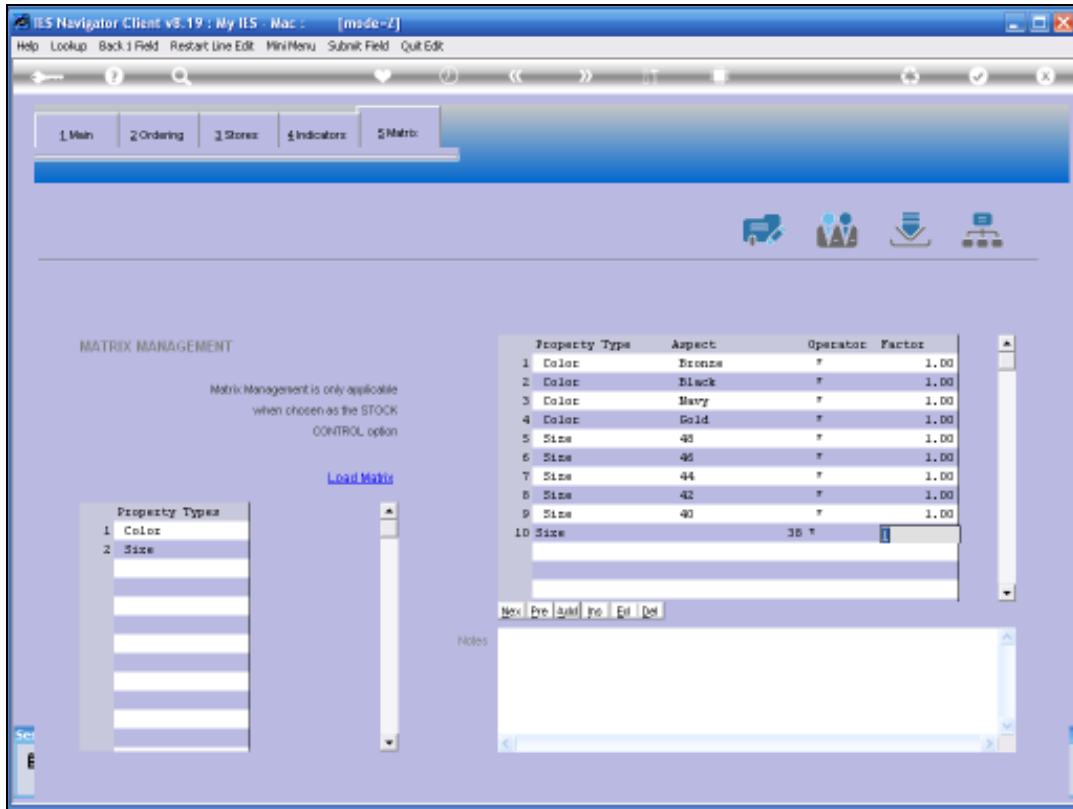 IES Navigator Client v8.19 : My IES - Mac : [mode=Z]
Help Lookup Back 1 Field Restart Line Edit Mini Menu Submit Field Quit Edit
1 Main 2 Ordering 3 Stores 4 Indicators 5 Matrix
MATRIX MANAGEMENT
Matrix Management is only applicable
when chosen as the STOCK
CONTROL option
Load Matrix
Property Types
1 Color
2 Size
Property Type Aspect Operator Factor
1 Color Bronze * 1.00
2 Color Black * 1.00
3 Color Navy * 1.00
4 Color Gold * 1.00
5 Size 48 * 1.00
6 Size 46 * 1.00
7 Size 44 * 1.00
8 Size 42 * 1.00
9 Size 40 * 1.00
10 Size 38 * 1
Nex Pre Add Ins Ed Del
Notes